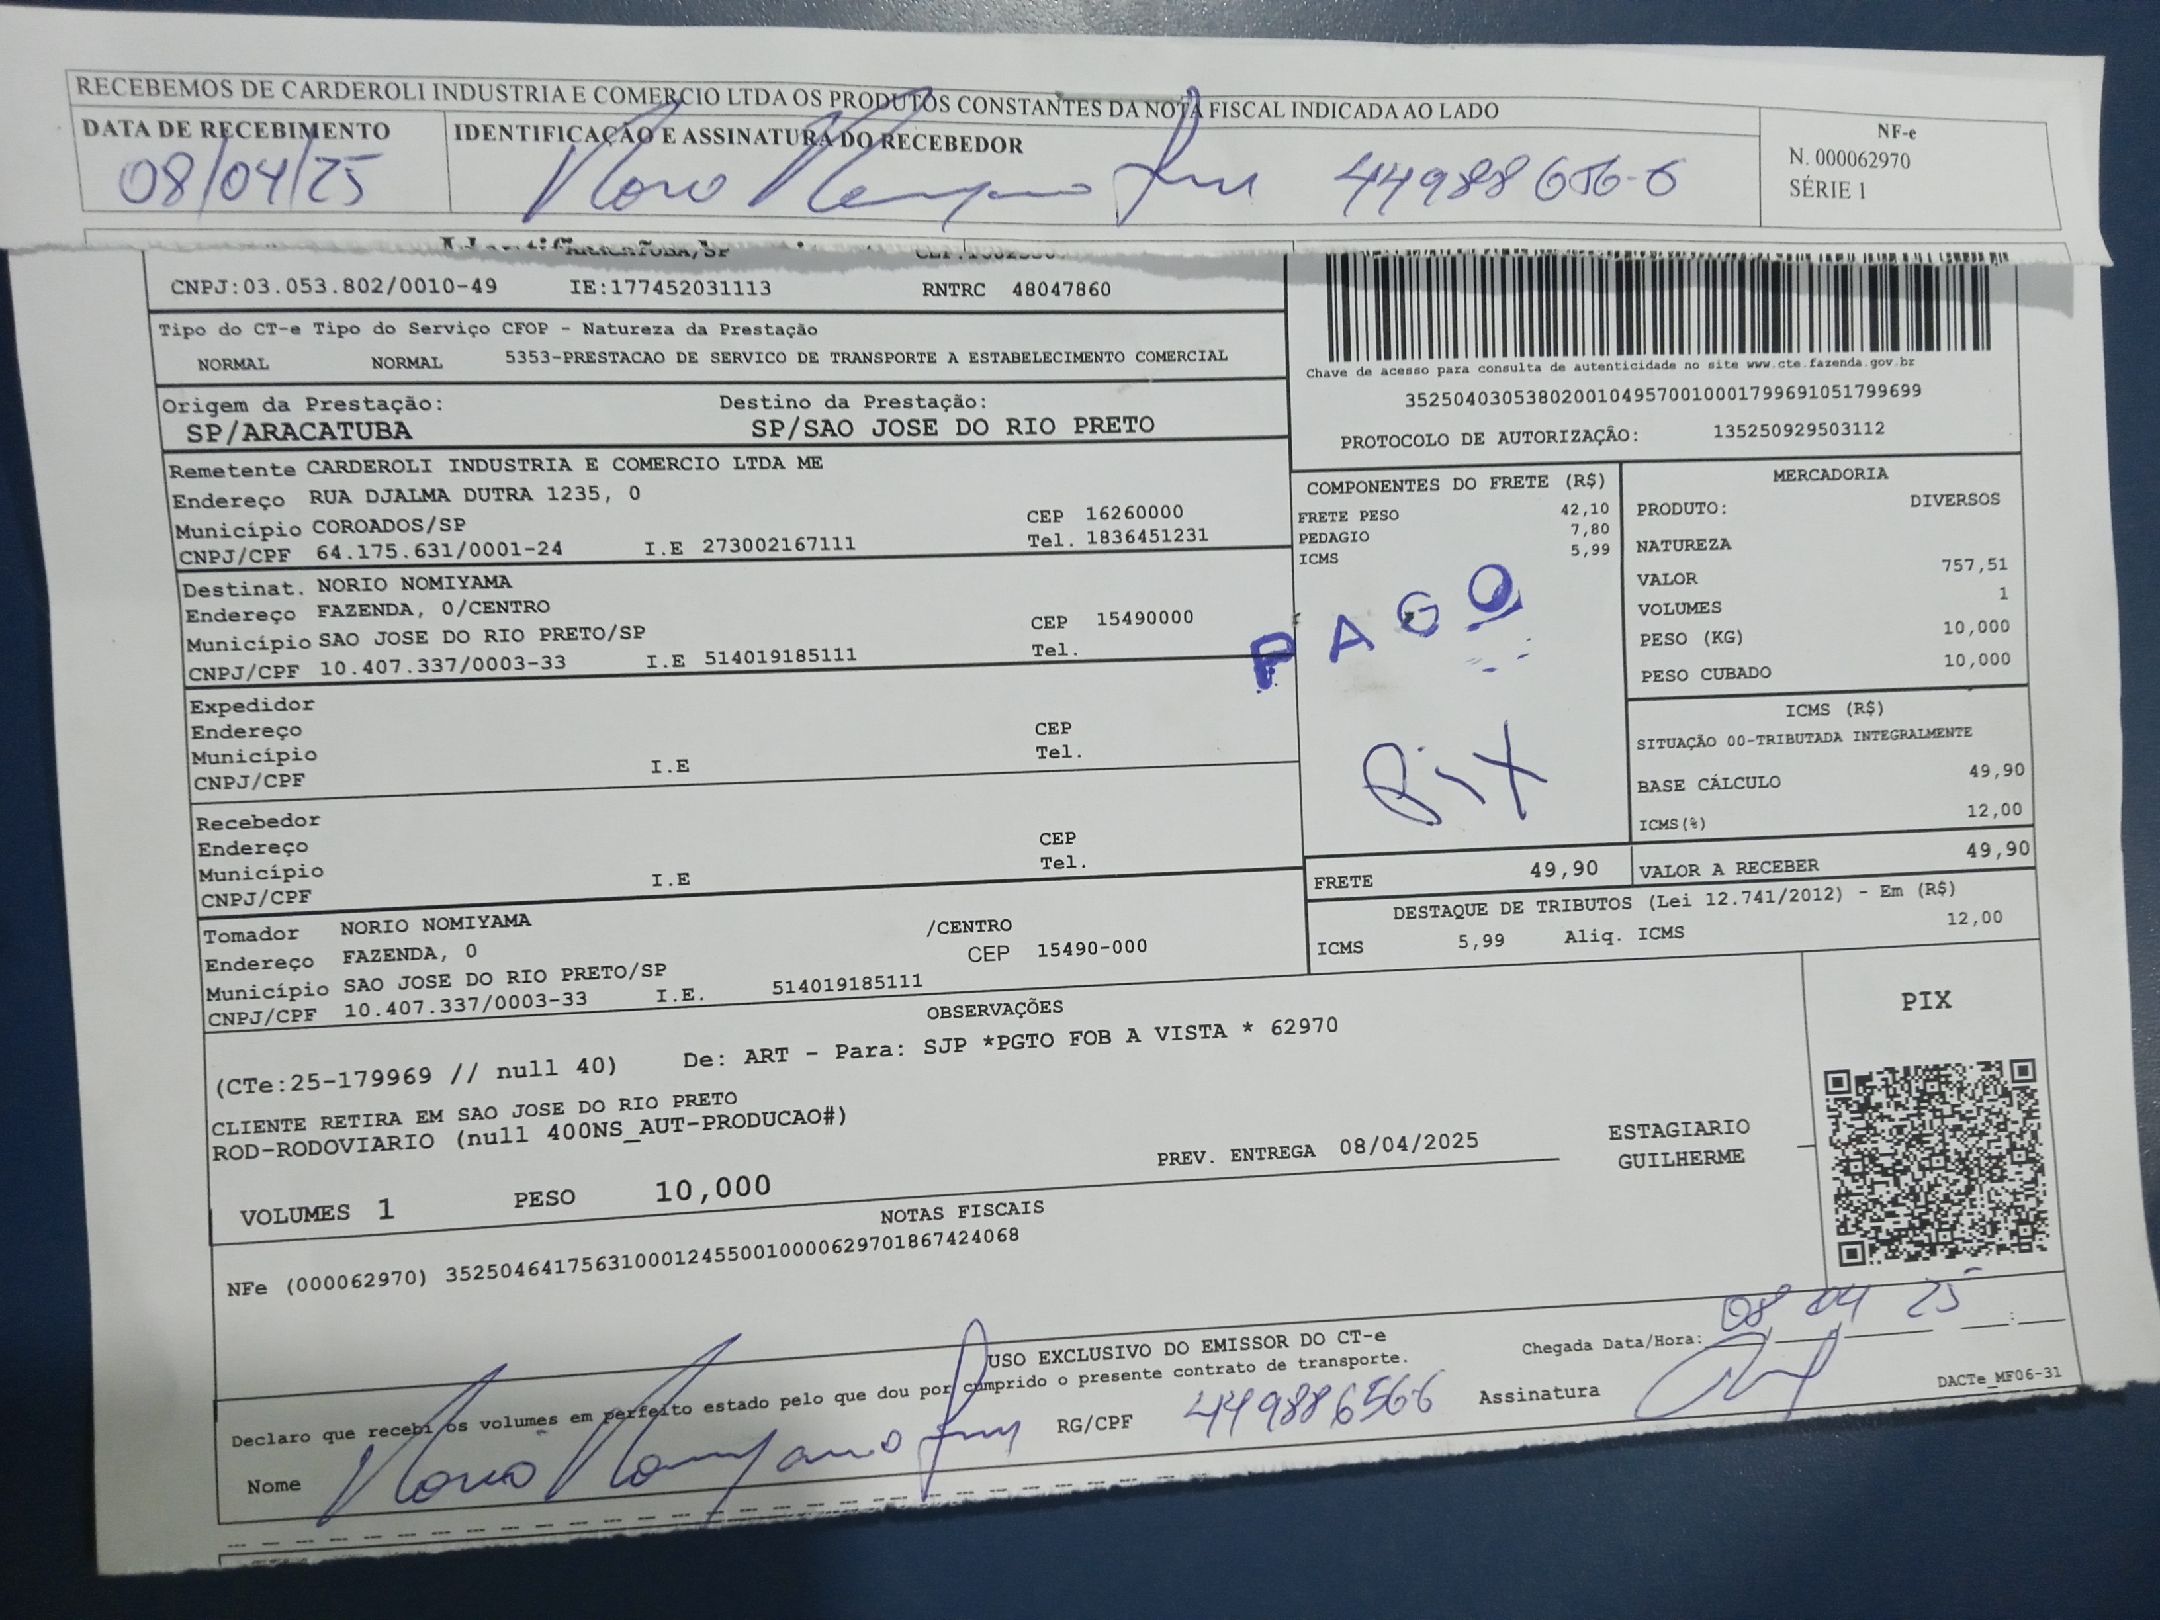 RECEBEMOS DE CARDEROLI INDUSTRIA E COMERCIO LTDA OS PRODUTOS CONSTANTES DA NOTA FISCAL INDICADA AO LADO
DATA DE RECEBIMENTO
08/04/25
IDENTIFICAÇÃO E ASSINATURA DO RECEBEDOR
NF-e
N. 000062970
SÉRIE 1
CNPJ:03.053.802/0010-49 IE:177452031113 RNTRC 48047860
Tipo do CT-e Tipo do Serviço CFOP - Natureza da Prestação
NORMAL NORMAL 5353-PRESTACAO DE SERVICO DE TRANSPORTE A ESTABELECIMENTO COMERCIAL
Chave de acesso para consulta de autenticidade no site www.cte.fazenda.gov.br
35250403053802001049570010001799691051799699
PROTOCOLO DE AUTORIZAÇÃO: 135250929503112
Origem da Prestação: Destino da Prestação:
SP/ARACATUBA SP/SAO JOSE DO RIO PRETO
Remetente CARDEROLI INDUSTRIA E COMERCIO LTDA ME
Endereço RUA DJALMA DUTRA 1235, 0
Município COROADOS/SP CEP 16260000
CNPJ/CPF 64.175.631/0001-24 I.E 273002167111 Tel. 1836451231
Destinat. NORIO NOMIYAMA
Endereço FAZENDA, 0/CENTRO
Município SAO JOSE DO RIO PRETO/SP CEP 15490000
CNPJ/CPF 10.407.337/0003-33 I.E 514019185111 Tel.
Expedidor
Endereço CEP
Município Tel.
CNPJ/CPF I.E
Recebedor
Endereço CEP
Município Tel.
CNPJ/CPF I.E
Tomador NORIO NOMIYAMA /CENTRO
Endereço FAZENDA, 0 CEP 15490-000
Município SAO JOSE DO RIO PRETO/SP
CNPJ/CPF 10.407.337/0003-33 I.E. 514019185111
COMPONENTES DO FRETE (R$)
FRETE PESO 42,10
PEDAGIO 7,80
ICMS 5,99
PAGO
Pix
MERCADORIA
PRODUTO: DIVERSOS
NATUREZA
VALOR 757,51
VOLUMES 1
PESO (KG) 10,000
PESO CUBADO 10,000
ICMS (R$)
SITUAÇÃO 00-TRIBUTADA INTEGRALMENTE
BASE CÁLCULO 49,90
ICMS(%) 12,00
FRETE 49,90 VALOR A RECEBER 49,90
DESTAQUE DE TRIBUTOS (Lei 12.741/2012) - Em (R$)
ICMS 5,99 Aliq. ICMS 12,00
OBSERVAÇÕES
(CTe:25-179969 // null 40) De: ART - Para: SJP *PGTO FOB A VISTA * 62970
CLIENTE RETIRA EM SAO JOSE DO RIO PRETO
ROD-RODOVIARIO (null 400NS_AUT-PRODUCAO#)
PREV. ENTREGA 08/04/2025
ESTAGIARIO
GUILHERME
PIX
VOLUMES 1 PESO 10,000
NOTAS FISCAIS
NFe (000062970) 35250464175631000124550010000629701867424068
USO EXCLUSIVO DO EMISSOR DO CT-e
Declaro que recebi os volumes em perfeito estado pelo que dou por cumprido o presente contrato de transporte.
Chegada Data/Hora: 08 04 25
Nome RG/CPF 449886566 Assinatura
DACTe_MF06-31